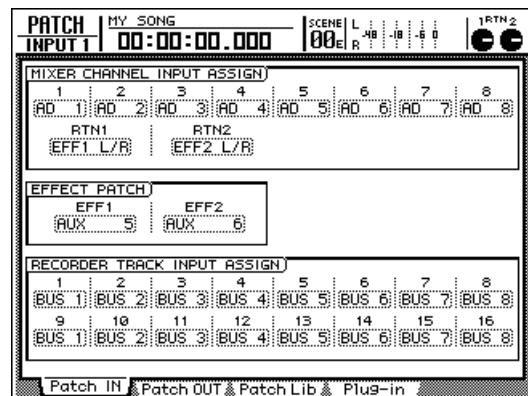 PATCH MY SONG SCENE L -48 -18 -6 0 1 RTN 2
INPUT 1 00:00:00.000 00E R
MIXER CHANNEL INPUT ASSIGN
1 2 3 4 5 6 7 8
AD 1 AD 2 AD 3 AD 4 AD 5 AD 6 AD 7 AD 8
RTN1 RTN2
EFF1 L/R EFF2 L/R
EFFECT PATCH
EFF1 EFF2
AUX 5 AUX 6
RECORDER TRACK INPUT ASSIGN
1 2 3 4 5 6 7 8
BUS 1 BUS 2 BUS 3 BUS 4 BUS 5 BUS 6 BUS 7 BUS 8
9 10 11 12 13 14 15 16
BUS 1 BUS 2 BUS 3 BUS 4 BUS 5 BUS 6 BUS 7 BUS 8
Patch IN Patch OUT Patch Lib Plug-in